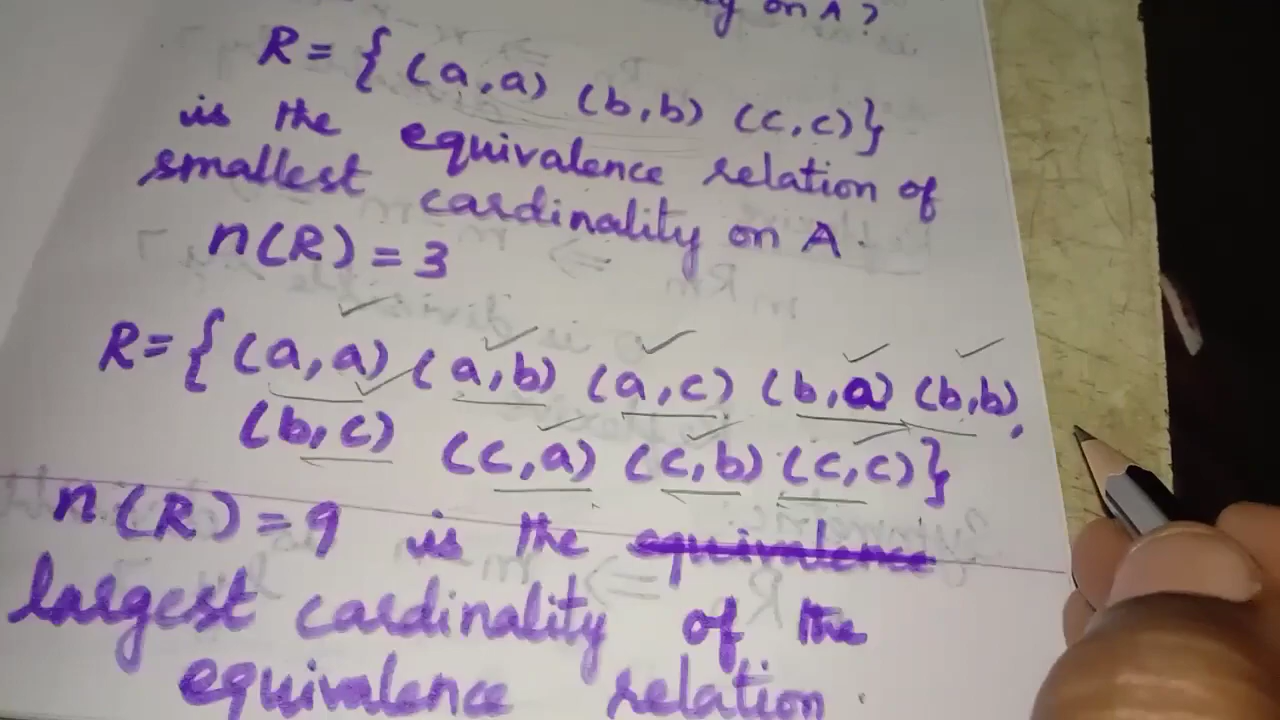 on A?
R = { (a,a) (b,b) (c,c)}
is the equivalence relation of
smallest cardinality on A.
n(R) = 3
R = { (a,a) (a,b) (a,c) (b,a) (b,b),
(b,c) (c,a) (c,b) (c,c)}
n(R) = 9 is the equivalence
largest cardinality of the
equivalence relation.